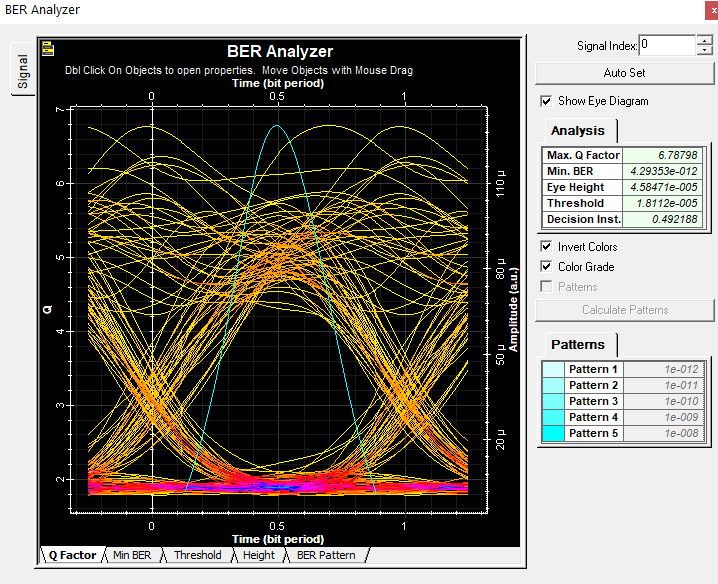 BER Analyzer
x
Signal
BER Analyzer
Dbl Click On Objects to open properties. Move Objects with Mouse Drag
Time (bit period)
0 0.5 1
7
6
5
4
3
2
Q
110 µ
80 µ
50 µ
20 µ
Amplitude (a.u.)
0 0.5 1
Time (bit period)
Q Factor Min BER Threshold Height BER Pattern
Signal Index: 0
Auto Set
Show Eye Diagram
Analysis
Max. Q Factor 6.78798
Min. BER 4.29353e-012
Eye Height 4.58471e-005
Threshold 1.8112e-005
Decision Inst. 0.492188
Invert Colors
Color Grade
Patterns
Calculate Patterns
Patterns
Pattern 1 1e-012
Pattern 2 1e-011
Pattern 3 1e-010
Pattern 4 1e-009
Pattern 5 1e-008